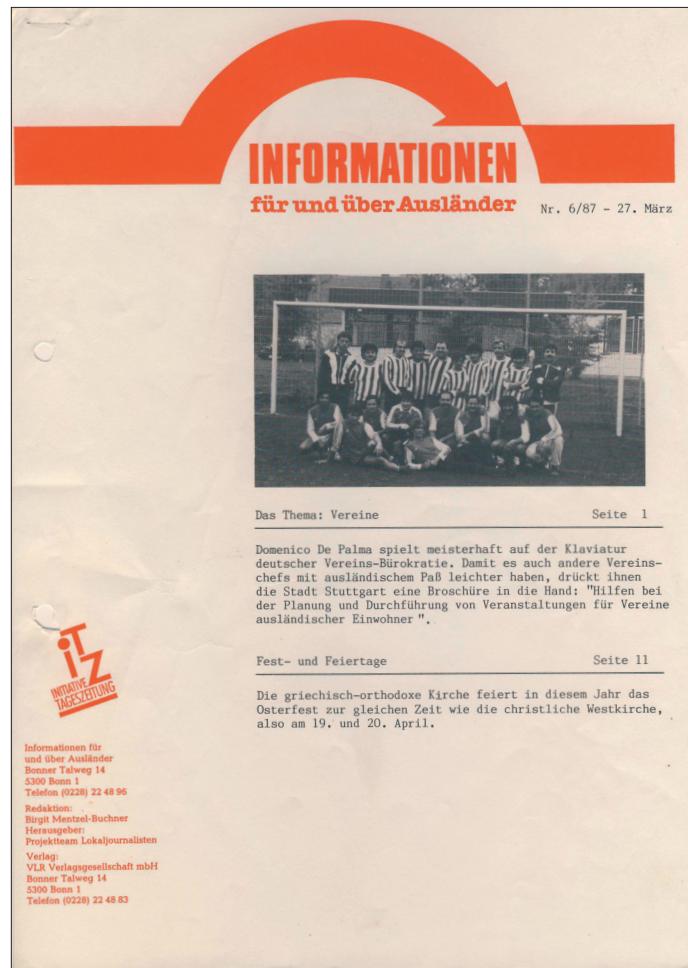 INFORMATIONEN
für und über Ausländer
Nr. 6/87 - 27. März
Das Thema: Vereine Seite 1
Domenico De Palma spielt meisterhaft auf der Klaviatur
deutscher Vereins-Bürokratie. Damit es auch andere Vereins-
chefs mit ausländischem Paß leichter haben, drückt ihnen
die Stadt Stuttgart eine Broschüre in die Hand: "Hilfen bei
der Planung und Durchführung von Veranstaltungen für Vereine
ausländischer Einwohner ".
Fest- und Feiertage Seite 11
Die griechisch-orthodoxe Kirche feiert in diesem Jahr das
Osterfest zur gleichen Zeit wie die christliche Westkirche,
also am 19. und 20. April.
iTZ
INITIATIVE
TAGESZEITUNG
Informationen für
und über Ausländer
Bonner Talweg 14
5300 Bonn 1
Telefon (0228) 22 48 96
Redaktion:
Birgit Mentzel-Buchner
Herausgeber:
Projektteam Lokaljournalisten
Verlag:
VLR Verlagsgesellschaft mbH
Bonner Talweg 14
5300 Bonn 1
Telefon (0228) 22 48 83